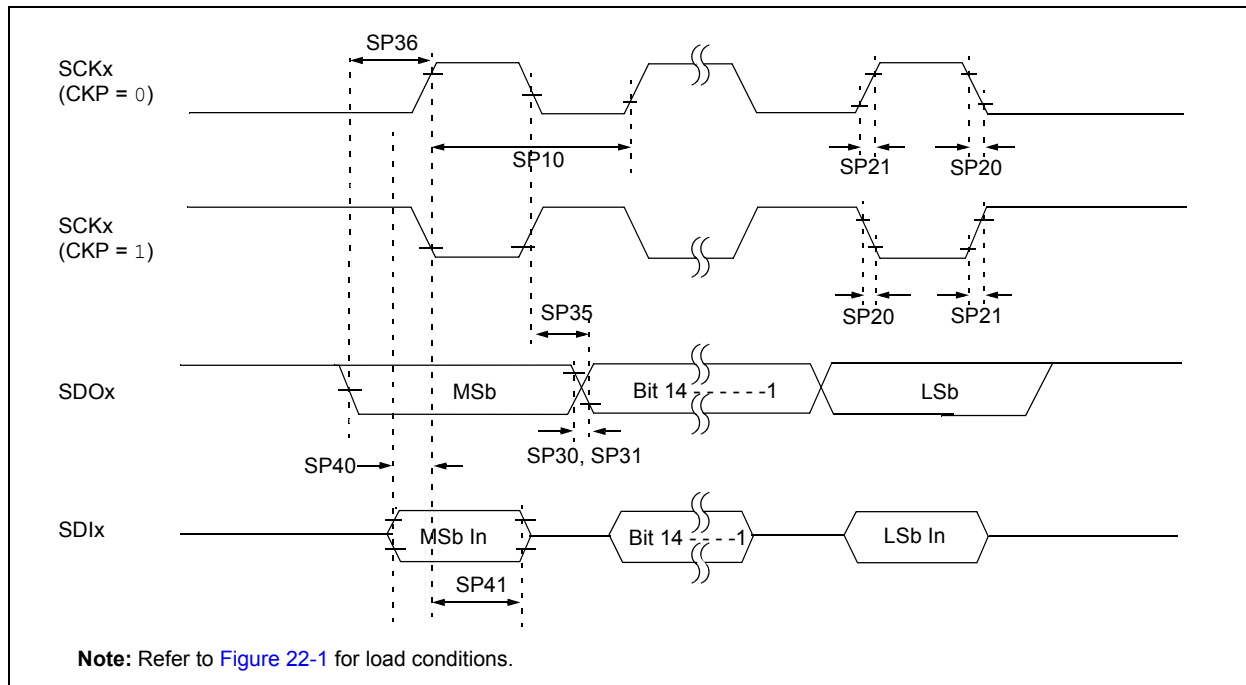 SP36
SCKx
(CKP = 0)
SP10
SP21
SP20
SCKx
(CKP = 1)
SP35
SP20
SP21
SDOx
MSb
Bit 14 - - - - - -1
LSb
SP30, SP31
SP40
SDIx
MSb In
Bit 14 - - - - -1
LSb In
SP41
Note: Refer to Figure 22-1 for load conditions.